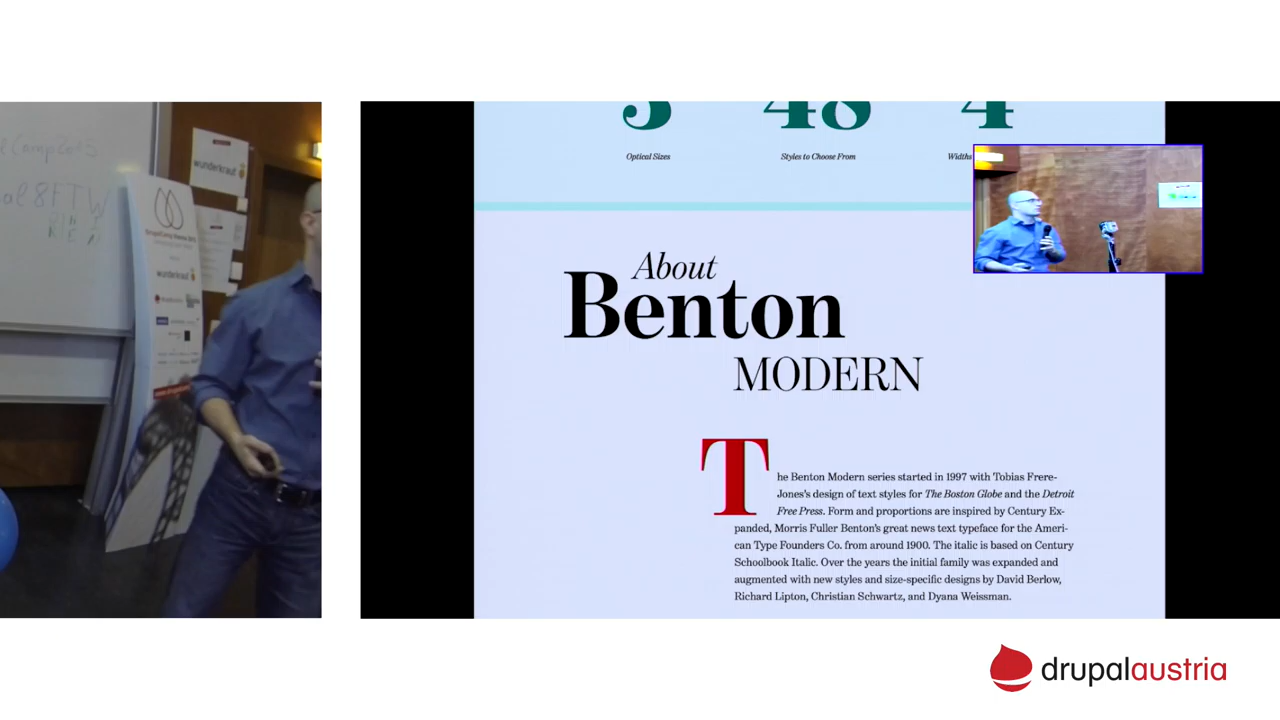 wunderkraut
wunderkraut
3 48 4
Optical Sizes Styles to Choose From Widths
About
Benton
MODERN
The Benton Modern series started in 1997 with Tobias Frere-
Jones's design of text styles for The Boston Globe and the Detroit
Free Press. Form and proportions are inspired by Century Ex-
panded, Morris Fuller Benton's great news text typeface for the Ameri-
can Type Founders Co. from around 1900. The italic is based on Century
Schoolbook Italic. Over the years the initial family was expanded and
augmented with new styles and size-specific designs by David Berlow,
Richard Lipton, Christian Schwartz, and Dyana Weissman.
drupalaustria